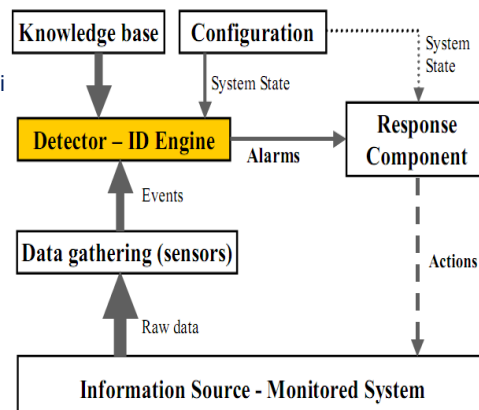 Knowledge base
Configuration
i
System State
System
State
Detector – ID Engine
Alarms
Response
Component
Events
Data gathering (sensors)
Actions
Raw data
Information Source - Monitored System